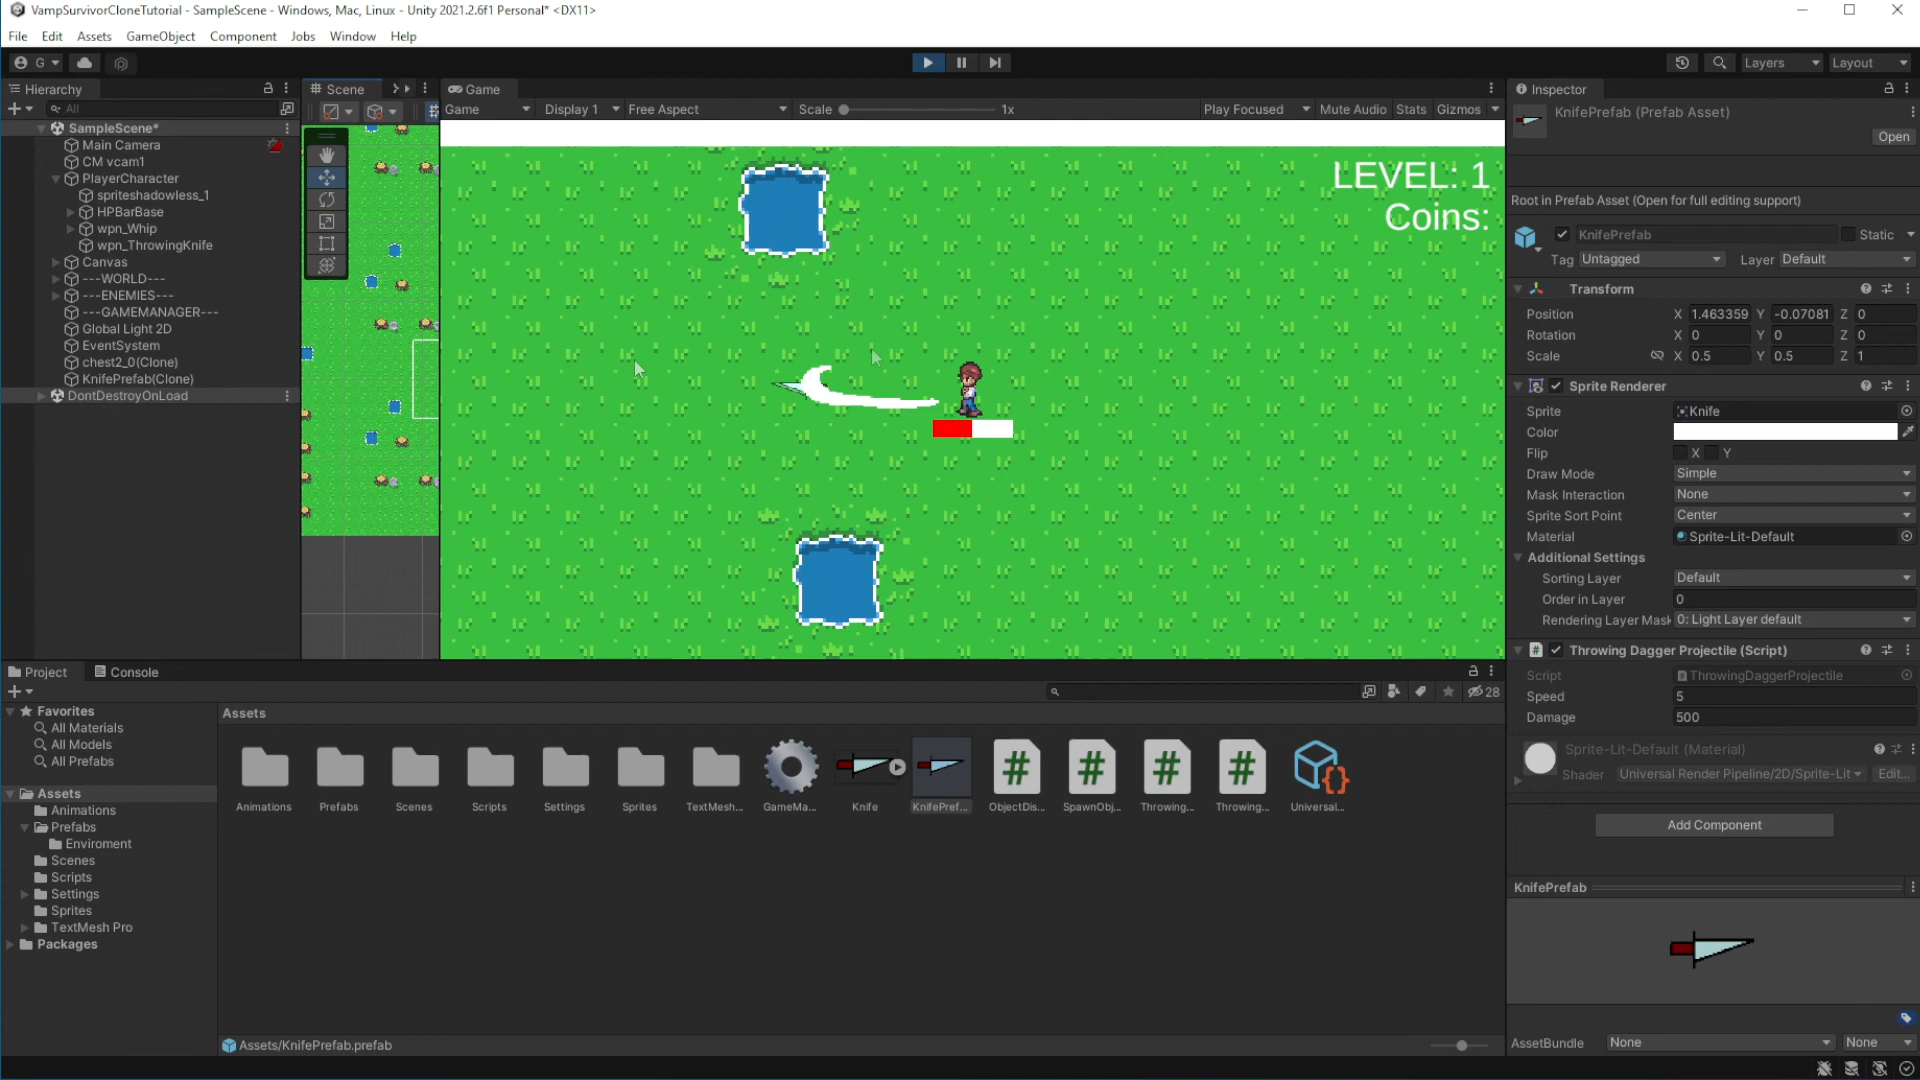 VampSurvivorCloneTutorial - SampleScene - Windows, Mac, Linux - Unity 2021.2.6f1 Personal* <DX11>
File Edit Assets GameObject Component Jobs Window Help
G
Layers Layout
Hierarchy
All
SampleScene*
Main Camera
CM vcam1
PlayerCharacter
spriteshadowless_1
HPBarBase
wpn_Whip
wpn_ThrowingKnife
Canvas
---WORLD---
---ENEMIES---
---GAMEMANAGER---
Global Light 2D
EventSystem
chest2_0(Clone)
KnifePrefab(Clone)
DontDestroyOnLoad
Scene
Game
Game Display 1 Free Aspect Scale 1x Play Focused Mute Audio Stats Gizmos
LEVEL: 1
Coins:
Inspector
KnifePrefab (Prefab Asset)
Open
Root in Prefab Asset (Open for full editing support)
KnifePrefab Static
Tag Untagged Layer Default
Transform
Position X 1.463359 Y -0.07081 Z 0
Rotation X 0 Y 0 Z 0
Scale X 0.5 Y 0.5 Z 1
Sprite Renderer
Sprite Knife
Color
Flip X Y
Draw Mode Simple
Mask Interaction None
Sprite Sort Point Center
Material Sprite-Lit-Default
Additional Settings
Sorting Layer Default
Order in Layer 0
Rendering Layer Mask 0: Light Layer default
Throwing Dagger Projectile (Script)
Script ThrowingDaggerProjectile
Speed 5
Damage 500
Sprite-Lit-Default (Material)
Shader Universal Render Pipeline/2D/Sprite-Lit Edit...
Add Component
KnifePrefab
AssetBundle None None
Project Console
28
Favorites
All Materials
All Models
All Prefabs
Assets
Animations
Prefabs
Enviroment
Scenes
Scripts
Settings
Sprites
TextMesh Pro
Packages
Assets
Animations Prefabs Scenes Scripts Settings Sprites TextMesh... GameMa... Knife KnifePref... ObjectDis... SpawnObj... Throwing... Throwing... Universal...
Assets/KnifePrefab.prefab